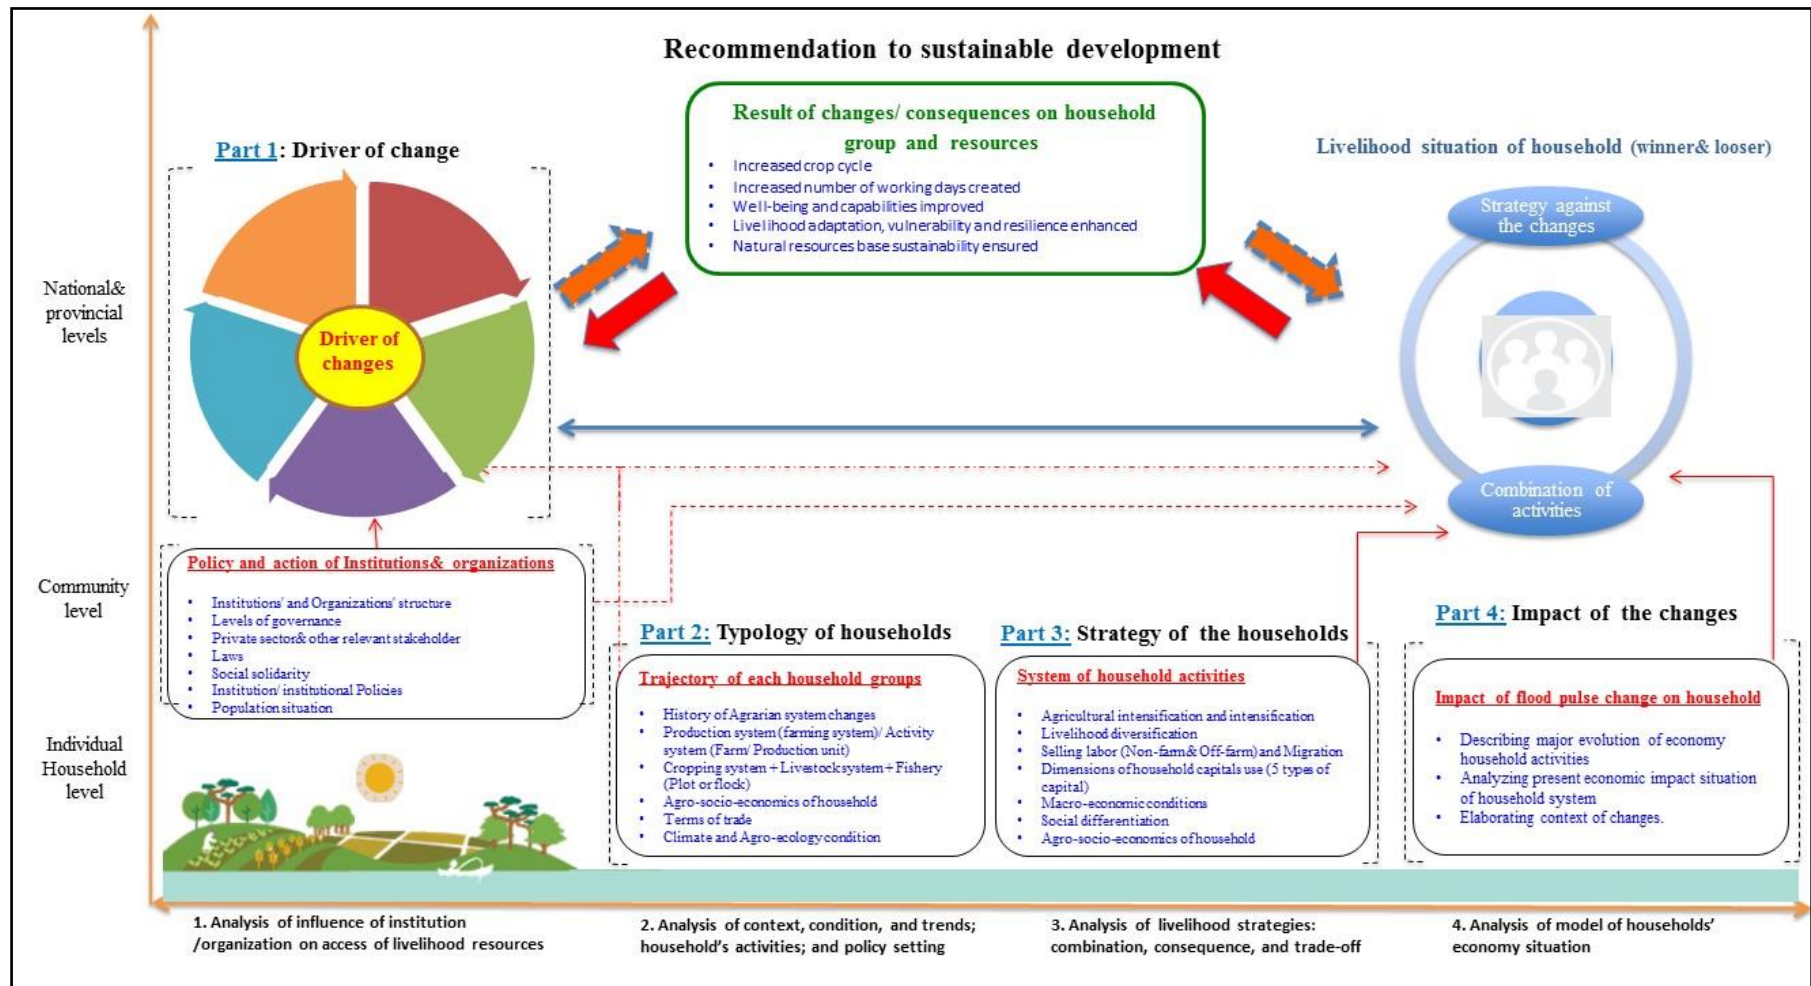 Recommendation to sustainable development
Result of changes/ consequences on household
group and resources
• Increased crop cycle
• Increased number of working days created
• Well-being and capabilities improved
• Livelihood adaptation, vulnerability and resilience enhanced
• Natural resources base sustainability ensured
Part 1: Driver of change
Driver of
changes
Livelihood situation of household (winner& looser)
Strategy against
the changes
Combination of
activities
National&
provincial
levels
Community
level
Individual
Household
level
Policy and action of Institutions& organizations
• Institutions' and Organizations' structure
• Levels of governance
• Private sector& other relevant stakeholder
• Laws
• Social solidarity
• Institution/ institutional Policies
• Population situation
Part 2: Typology of households
Trajectory of each household groups
• History of Agrarian system changes
• Production system (farming system)/ Activity
system (Farm/ Production unit)
• Cropping system + Livestock system + Fishery
(Plot or flock)
• Agro-socio-economics of household
• Terms of trade
• Climate and Agro-ecology condition
Part 3: Strategy of the households
System of household activities
• Agricultural intensification and intensification
• Livelihood diversification
• Selling labor (Non-farm& Off-farm) and Migration
• Dimensions of household capitals use (5 types of
capital)
• Macro-economic conditions
• Social differentiation
• Agro-socio-economics of household
Part 4: Impact of the changes
Impact of flood pulse change on household
• Describing major evolution of economy
household activities
• Analyzing present economic impact situation
of household system
• Elaborating context of changes.
1. Analysis of influence of institution
/organization on access of livelihood resources
2. Analysis of context, condition, and trends;
household's activities; and policy setting
3. Analysis of livelihood strategies:
combination, consequence, and trade-off
4. Analysis of model of households'
economy situation